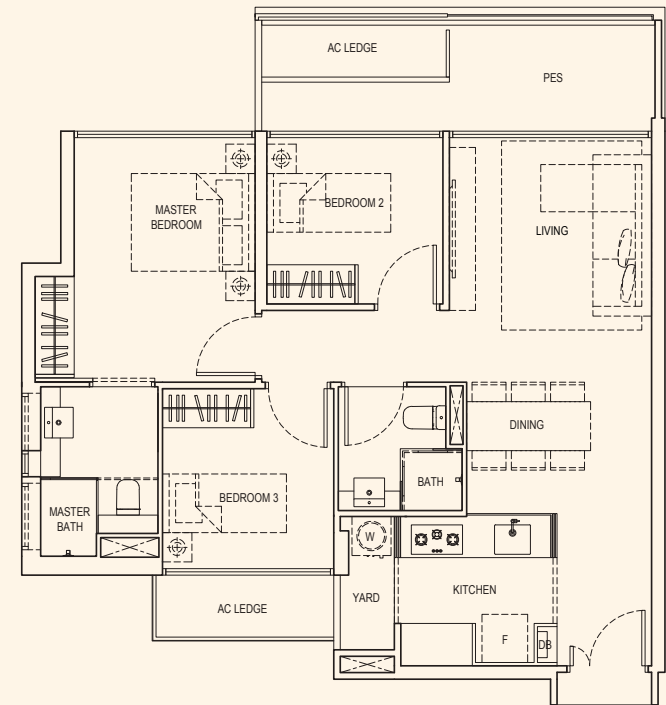 AC LEDGE
PES
MASTER
BEDROOM
BEDROOM 2
LIVING
DINING
BATH
BEDROOM 3
MASTER
BATH
W
YARD
KITCHEN
AC LEDGE
F
DB